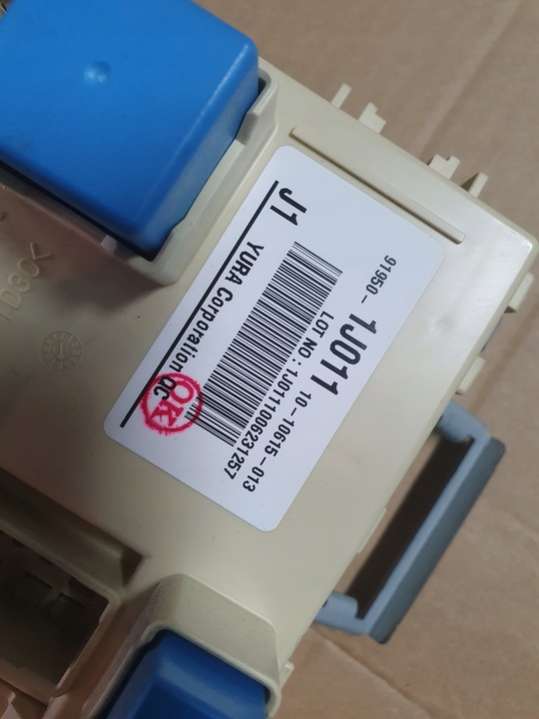 91950-1J011 10-10615-013
LOT NO : 1J0111006231257
J1 YURA Corporation QC
OK